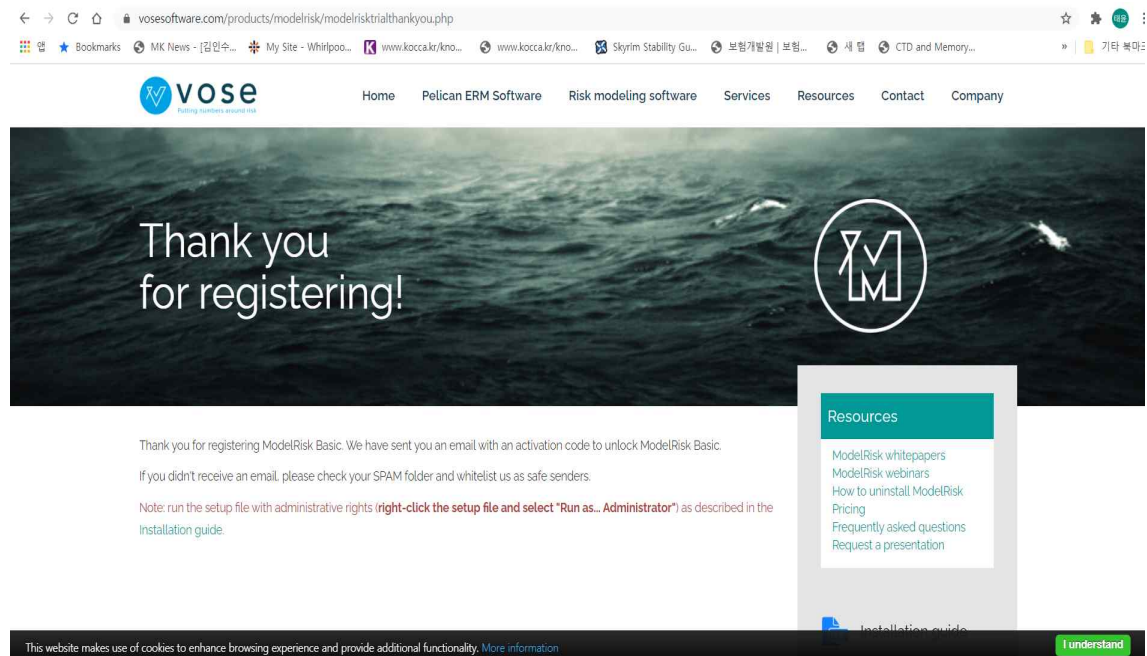 vosesoftware.com/products/modelrisk/modelrisktrialthankyou.php
태윤
앱 Bookmarks MK News - [김인수... My Site - Whirlpoo... www.kocca.kr/kno... www.kocca.kr/kno... Skyrim Stability Gu... 보험개발원 | 보험... 새 탭 CTD and Memory... » 기타 북마크
vose
Putting numbers around risk
Home Pelican ERM Software Risk modeling software Services Resources Contact Company
Thank you
for registering!
M
Thank you for registering ModelRisk Basic. We have sent you an email with an activation code to unlock ModelRisk Basic.
If you didn't receive an email, please check your SPAM folder and whitelist us as safe senders.
Note: run the setup file with administrative rights (right-click the setup file and select "Run as... Administrator") as described in the
Installation guide.
Resources
ModelRisk whitepapers
ModelRisk webinars
How to uninstall ModelRisk
Pricing
Frequently asked questions
Request a presentation
Installation guide
This website makes use of cookies to enhance browsing experience and provide additional functionality. More information
I understand